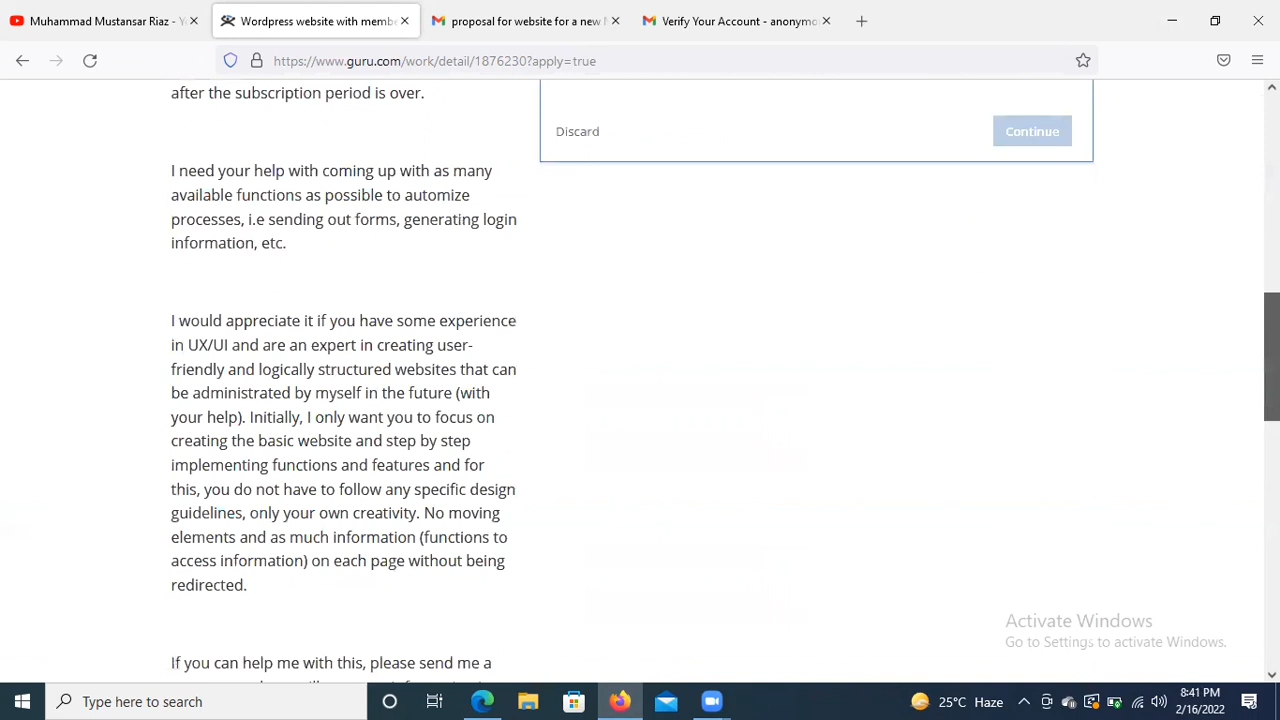 Muhammad Mustansar Riaz - Yo
Wordpress website with membe
proposal for website for a new N
Verify Your Account - anonymo
https://www.guru.com/work/detail/1876230?apply=true
after the subscription period is over.
Discard
Continue
I need your help with coming up with as many
available functions as possible to automize
processes, i.e sending out forms, generating login
information, etc.
I would appreciate it if you have some experience
in UX/UI and are an expert in creating user-
friendly and logically structured websites that can
be administrated by myself in the future (with
your help). Initially, I only want you to focus on
creating the basic website and step by step
implementing functions and features and for
this, you do not have to follow any specific design
guidelines, only your own creativity. No moving
elements and as much information (functions to
access information) on each page without being
redirected.
If you can help me with this, please send me a
Activate Windows
Go to Settings to activate Windows.
Type here to search
25°C Haze
8:41 PM
2/16/2022